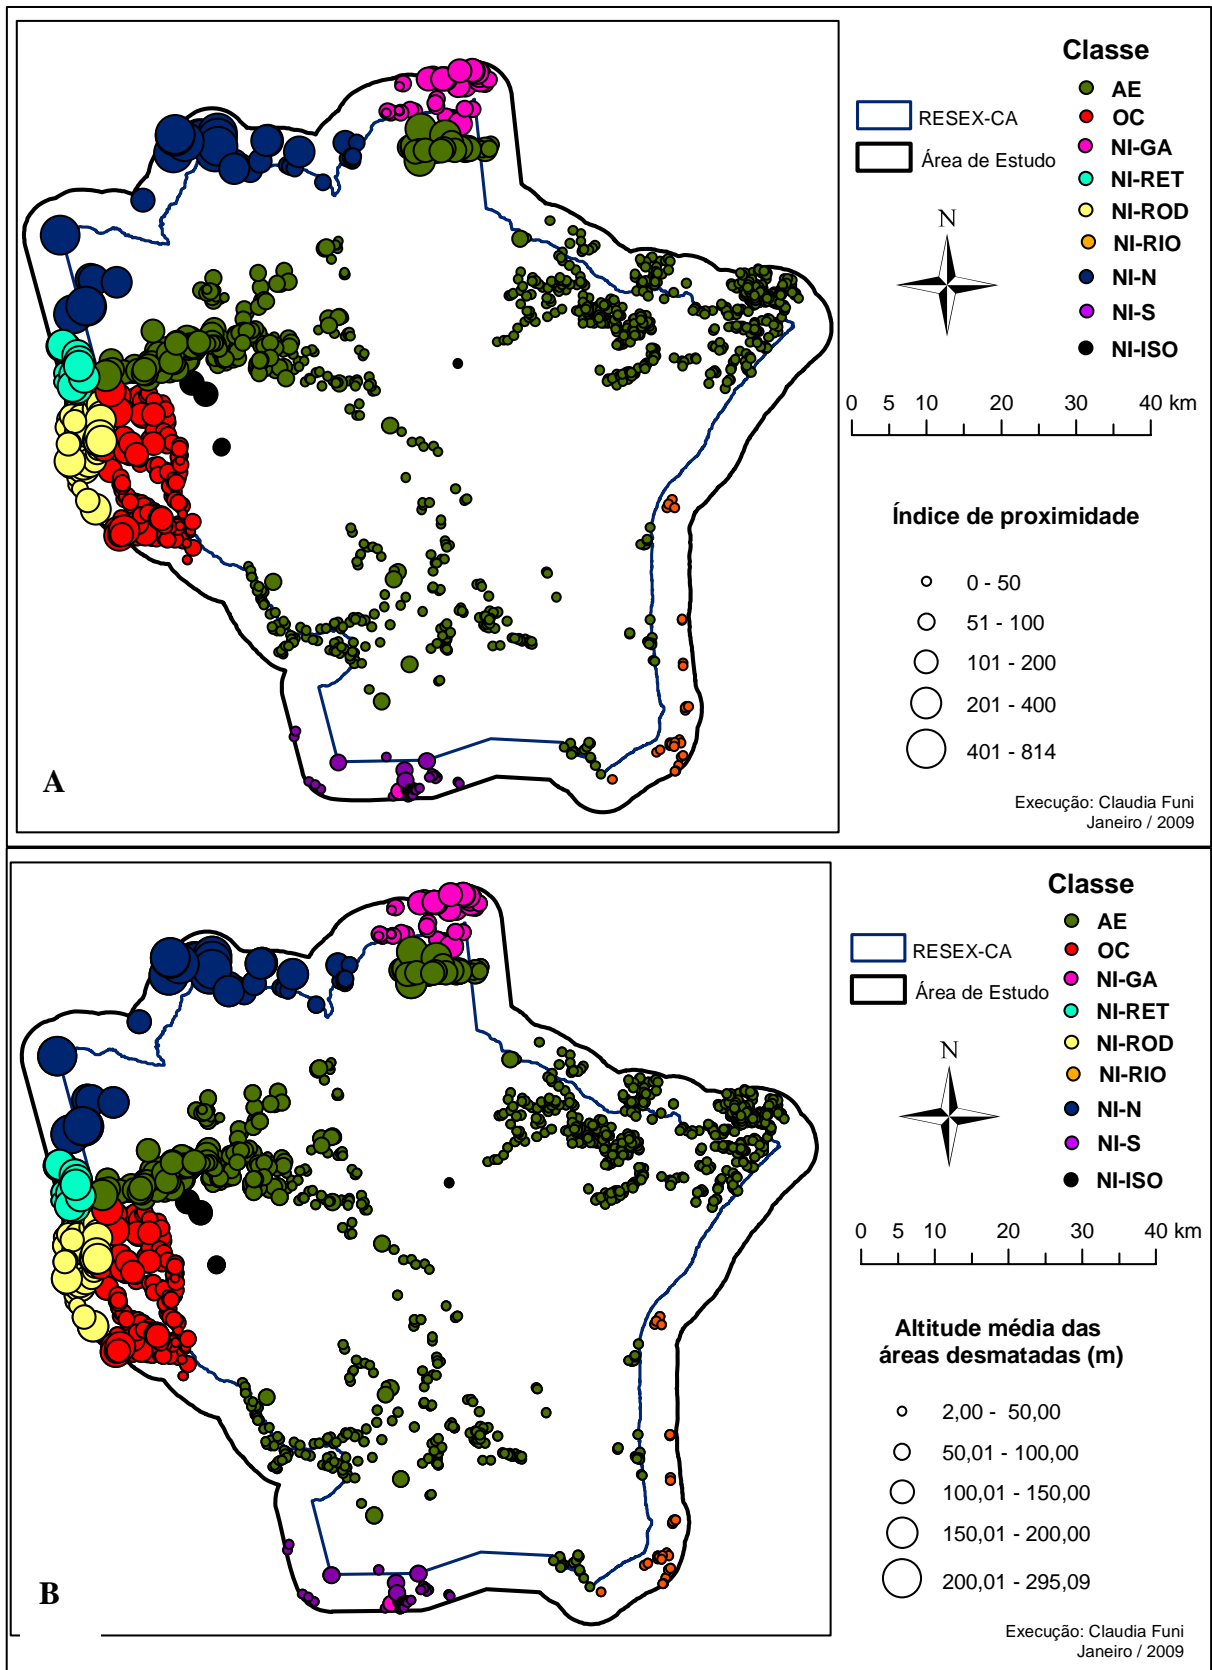 Classe
AE
OC
NI-GA
NI-RET
NI-ROD
NI-RIO
NI-N
NI-S
NI-ISO
RESEX-CA
Área de Estudo
N
0 5 10 20 30 40 km
Índice de proximidade
0 - 50
51 - 100
101 - 200
201 - 400
401 - 814
A
Execução: Claudia Funi
Janeiro / 2009
Classe
AE
OC
NI-GA
NI-RET
NI-ROD
NI-RIO
NI-N
NI-S
NI-ISO
RESEX-CA
Área de Estudo
N
0 5 10 20 30 40 km
Altitude média das
áreas desmatadas (m)
2,00 - 50,00
50,01 - 100,00
100,01 - 150,00
150,01 - 200,00
200,01 - 295,09
B
Execução: Claudia Funi
Janeiro / 2009